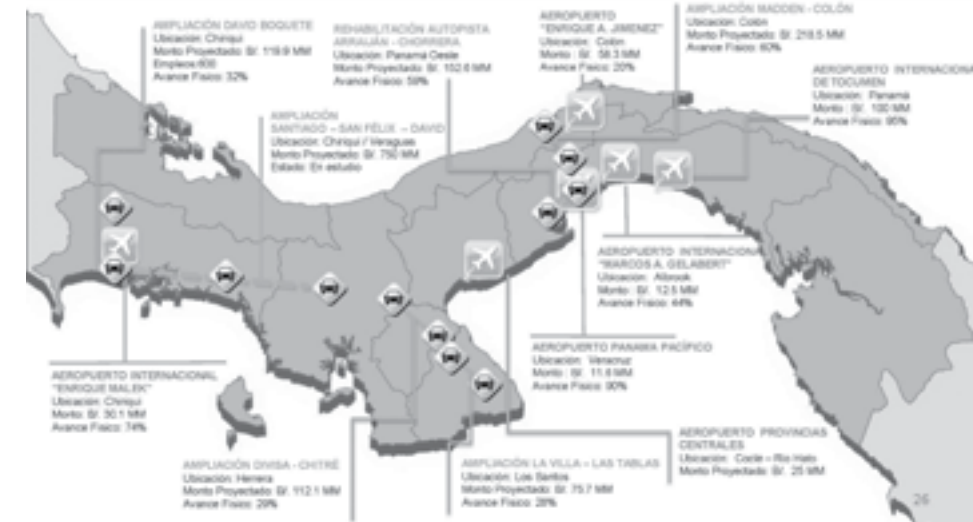 AMPLIACIÓN DAVID BOQUETE
Ubicación: Chiriquí
Monto Proyectado: B/. 118.9 MM
Empleos:600
Avance Físico: 32%
REHABILITACIÓN AUTOPISTA
ARRAIJÁN - CHORRERA
Ubicación: Panamá Oeste
Monto Proyectado: B/. 152.6 MM
Avance Físico: 59%
AEROPUERTO
"ENRIQUE A. JIMENEZ"
Ubicación: Colón
Monto : B/. 58.3 MM
Avance Físico: 20%
AMPLIACIÓN MADDEN - COLÓN
Ubicación: Colón
Monto Proyectado: B/. 218.5 MM
Avance Físico: 60%
AEROPUERTO INTERNACIONA
DE TOCUMEN
Ubicación: Panamá
Monto : B/. 100 MM
Avance Físico: 95%
AMPLIACIÓN
SANTIAGO – SAN FÉLIX – DAVID
Ubicación: Chiriquí / Veraguas
Monto Proyectado: B/. 750 MM
Estado: En estudio
AEROPUERTO INTERNACIONA
"MARCOS A. GELABERT"
Ubicación: Albrook
Monto: B/. 12.5 MM
Avance Físico: 44%
AEROPUERTO PANAMA PACÍFICO
Ubicación: Veracruz
Monto : B/. 11.6 MM
Avance Físico: 90%
AEROPUERTO INTERNACIONAL
"ENRIQUE MALEK"
Ubicación: Chiriquí
Monto: B/. 30.1 MM
Avance Físico: 74%
AMPLIACIÓN DIVISA - CHITRÉ
Ubicación: Herrera
Monto Proyectado: B/. 112.1 MM
Avance Físico: 29%
AMPLIACIÓN LA VILLA – LAS TABLAS
Ubicación: Los Santos
Monto Proyectado: B/. 75.7 MM
Avance Físico: 28%
AEROPUERTO PROVINCIAS
CENTRALES
Ubicación: Coclé – Río Hato
Monto Proyectado: B/. 25 MM
26